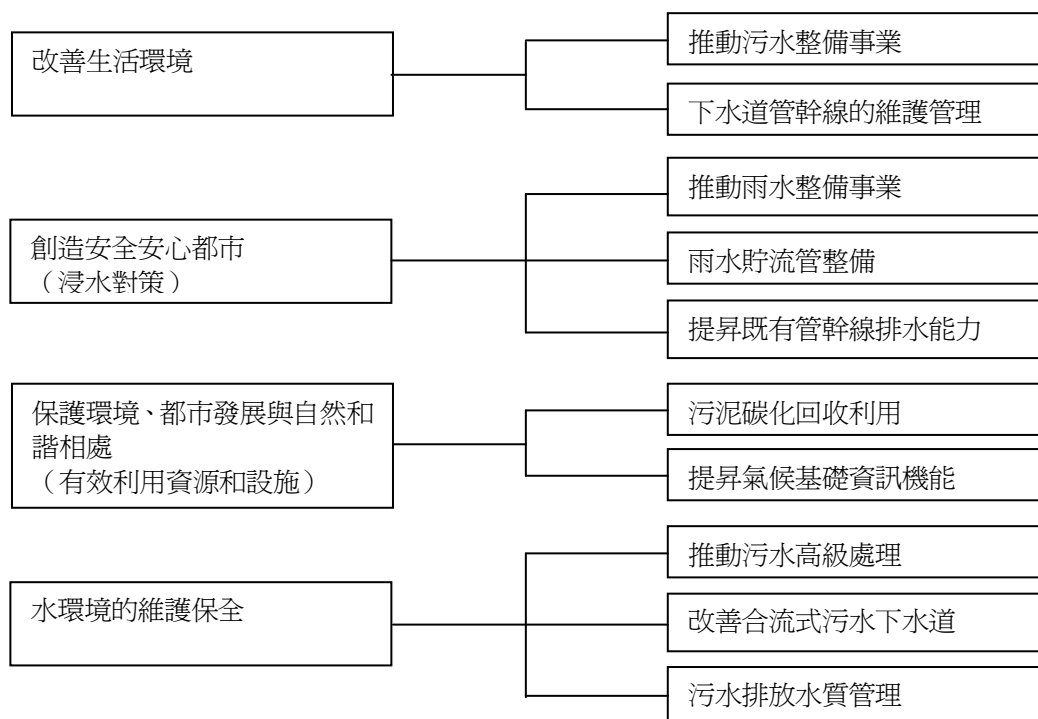 改善生活環境
推動污水整備事業
下水道管幹線的維護管理
創造安全安心都市
（浸水對策）
推動雨水整備事業
雨水貯流管整備
提昇既有管幹線排水能力
保護環境、都市發展與自然和
諧相處
（有效利用資源和設施）
污泥碳化回收利用
提昇氣候基礎資訊機能
水環境的維護保全
推動污水高級處理
改善合流式污水下水道
污水排放水質管理